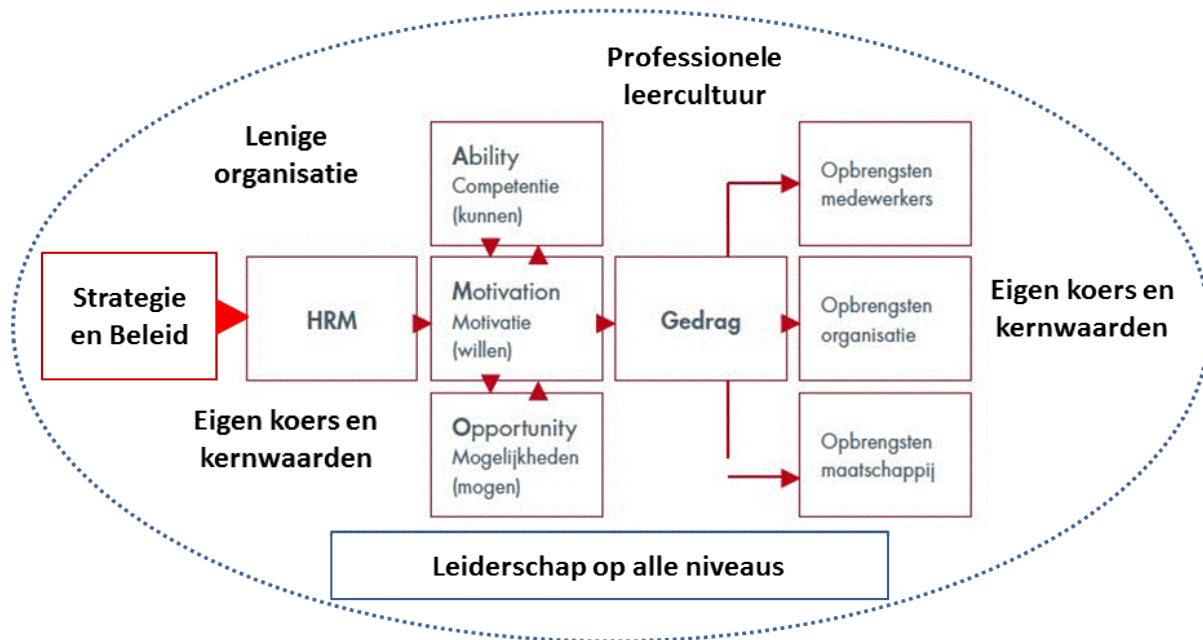 Professionele
leercultuur
Lenige
organisatie
Ability
Competentie
(kunnen)
Opbrengsten
medewerkers
Strategie
en Beleid
HRM
Motivation
Motivatie
(willen)
Gedrag
Opbrengsten
organisatie
Eigen koers en
kernwaarden
Eigen koers en
kernwaarden
Opportunity
Mogelijkheden
(mogen)
Opbrengsten
maatschappij
Leiderschap op alle niveaus